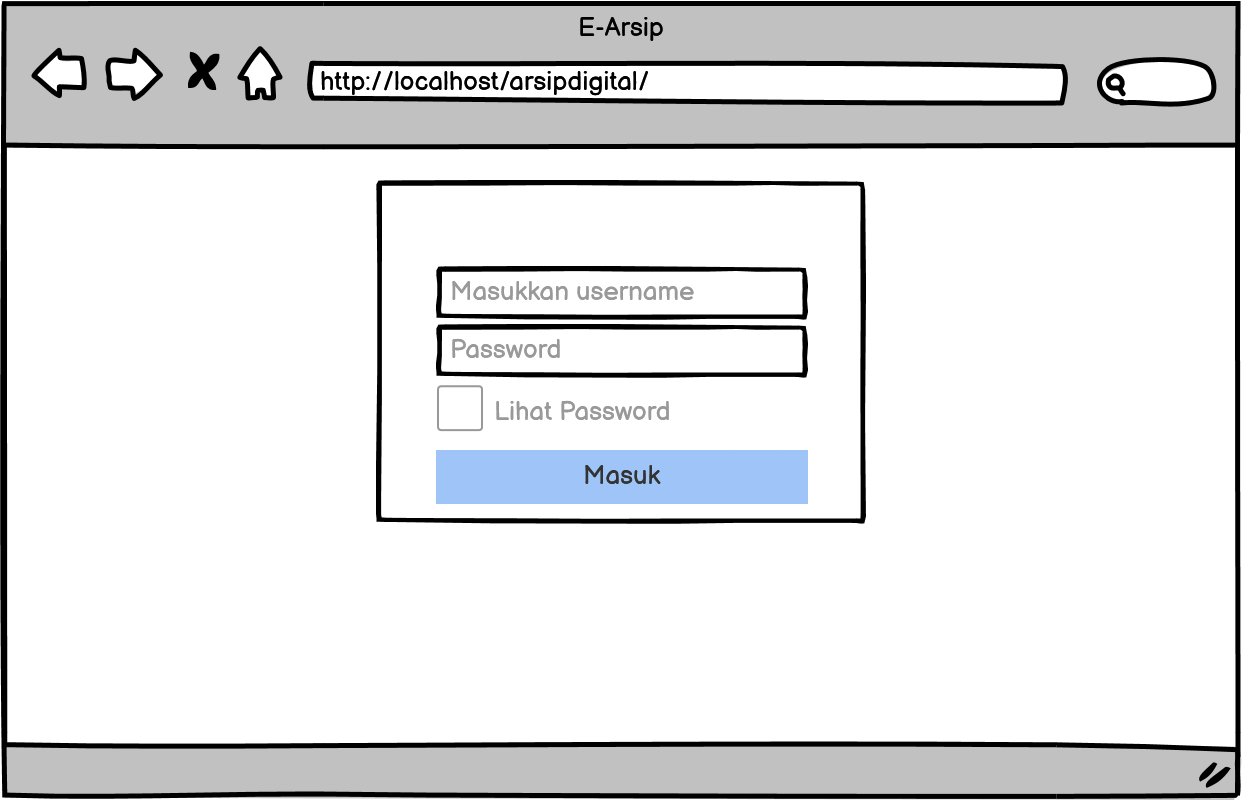 E-Arsip
http://localhost/arsipdigital/
Masukkan username
Password
Lihat Password
Masuk